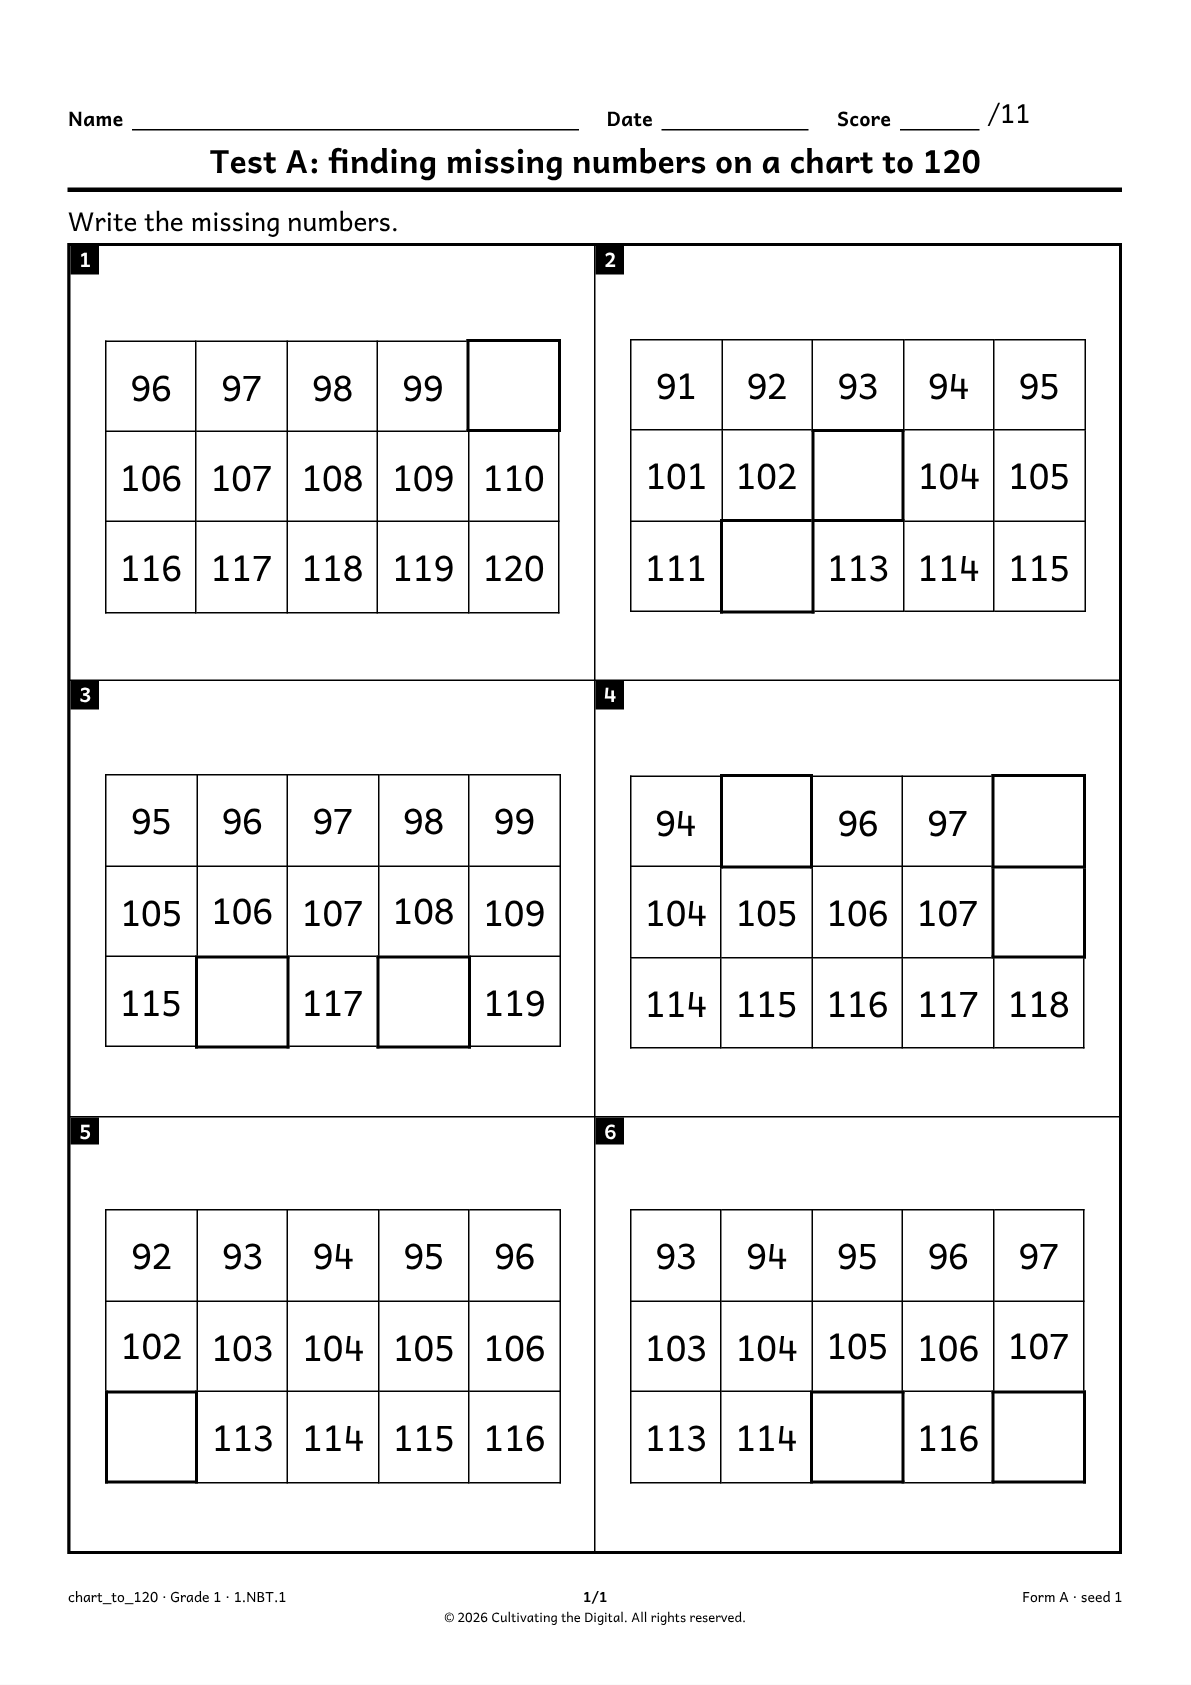 Name Date Score /11
Test A: finding missing numbers on a chart to 120
Write the missing numbers.
1
96 97 98 99
106 107 108 109 110
116 117 118 119 120
2
91 92 93 94 95
101 102 104 105
111 113 114 115
3
95 96 97 98 99
105 106 107 108 109
115 117 119
4
94 96 97
104 105 106 107
114 115 116 117 118
5
92 93 94 95 96
102 103 104 105 106
113 114 115 116
6
93 94 95 96 97
103 104 105 106 107
113 114 116
chart_to_120 · Grade 1 · 1.NBT.1 1/1 Form A · seed 1
© 2026 Cultivating the Digital. All rights reserved.